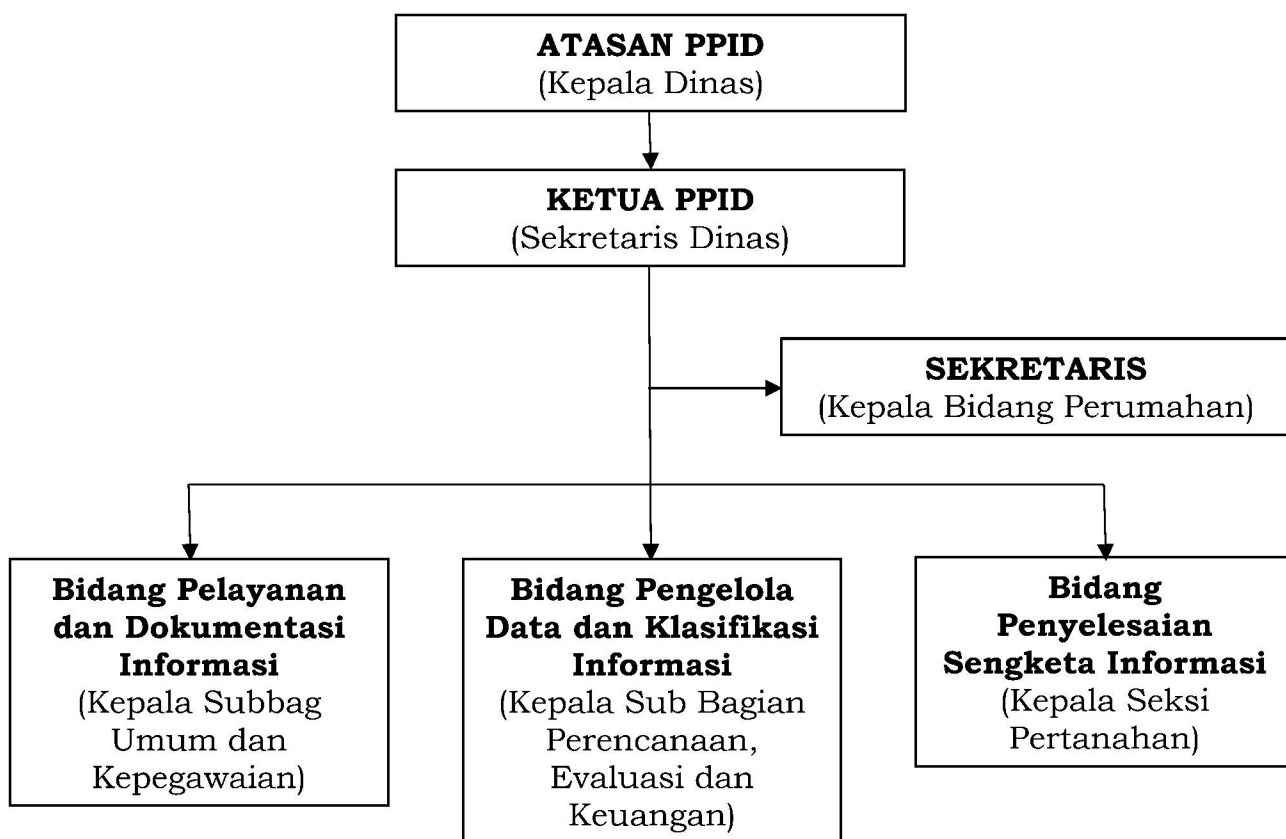 ATASAN PPID
(Kepala Dinas)
KETUA PPID
(Sekretaris Dinas)
SEKRETARIS
(Kepala Bidang Perumahan)
Bidang Pelayanan
dan Dokumentasi
Informasi
(Kepala Subbag
Umum dan
Kepegawaian)
Bidang Pengelola
Data dan Klasifikasi
Informasi
(Kepala Sub Bagian
Perencanaan,
Evaluasi dan
Keuangan)
Bidang
Penyelesaian
Sengketa Informasi
(Kepala Seksi
Pertanahan)